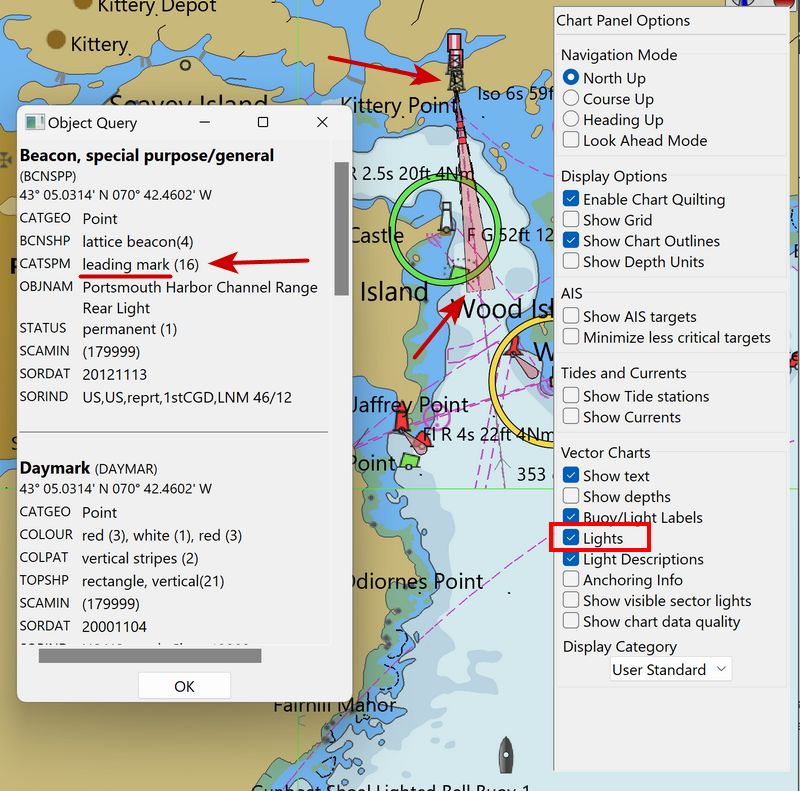 Kittery Depot
Kittery
Seavey Island
Kittery Point
Iso 6s 59ft
R 2.5s 20ft 4Nm
Castle
F G 52ft 12
Island
Wood Isl
W
Jaffrey Point
Fl R 4s 22ft 4Nm
Point
353
Odiornes Point
Fairhill Manor
Gunboat Shoal Lighted Bell Buoy 1
Object Query
Beacon, special purpose/general
(BCNSPP)
43° 05.0314' N 070° 42.4602' W
CATGEO Point
BCNSHP lattice beacon(4)
CATSPM leading mark (16)
OBJNAM Portsmouth Harbor Channel Range
Rear Light
STATUS permanent (1)
SCAMIN (179999)
SORDAT 20121113
SORIND US,US,reprt,1stCGD,LNM 46/12
Daymark (DAYMAR)
43° 05.0314' N 070° 42.4602' W
CATGEO Point
COLOUR red (3), white (1), red (3)
COLPAT vertical stripes (2)
TOPSHP rectangle, vertical(21)
SCAMIN (179999)
SORDAT 20001104
OK
Chart Panel Options
Navigation Mode
North Up
Course Up
Heading Up
Look Ahead Mode
Display Options
Enable Chart Quilting
Show Grid
Show Chart Outlines
Show Depth Units
AIS
Show AIS targets
Minimize less critical targets
Tides and Currents
Show Tide stations
Show Currents
Vector Charts
Show text
Show depths
Buoy/Light Labels
Lights
Light Descriptions
Anchoring Info
Show visible sector lights
Show chart data quality
Display Category
User Standard